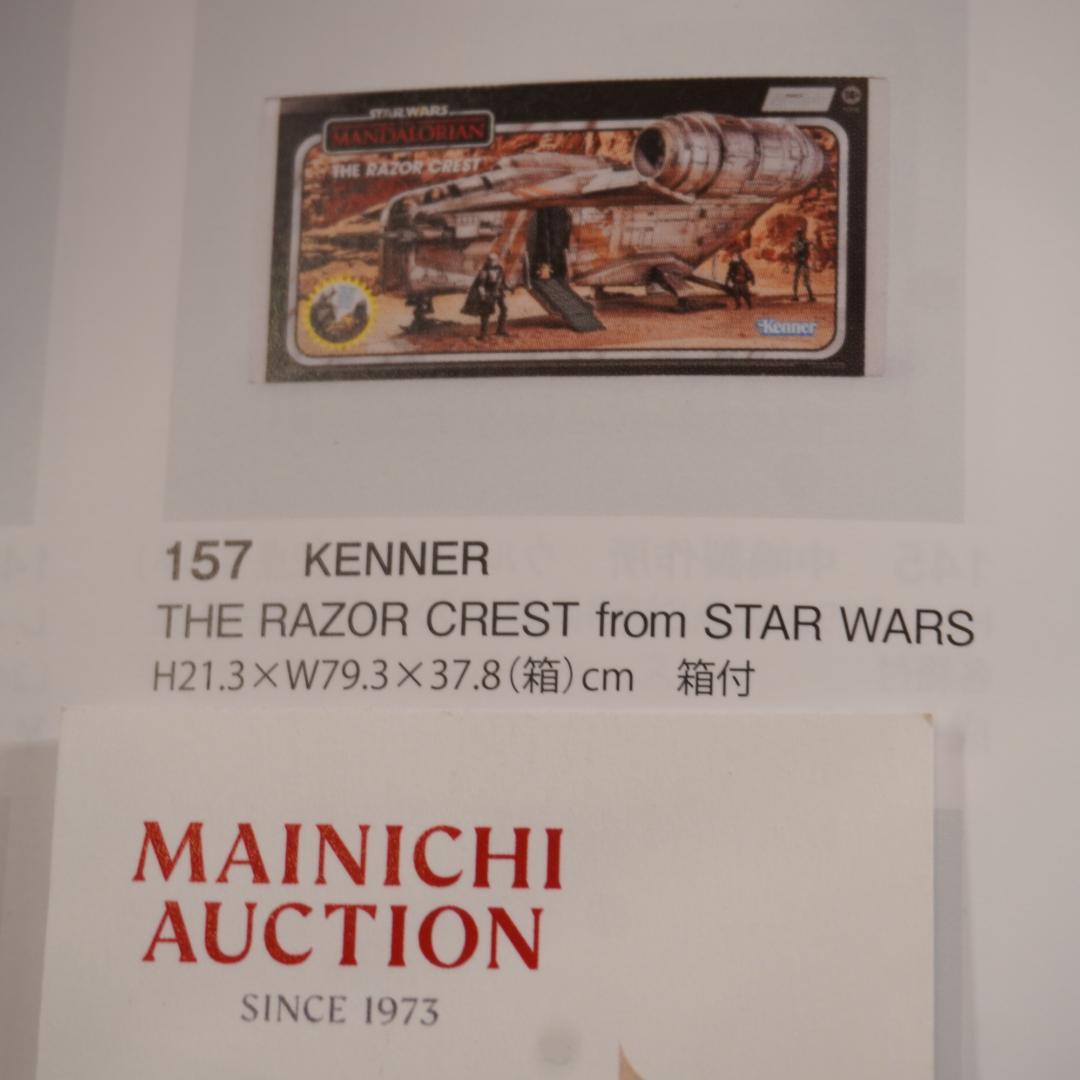 STAR WARS
MANDALORIAN
THE RAZOR CREST
Kenner
157 KENNER
THE RAZOR CREST from STAR WARS
H21.3×W79.3×37.8(箱)cm 箱付
MAINICHI
AUCTION
SINCE 1973